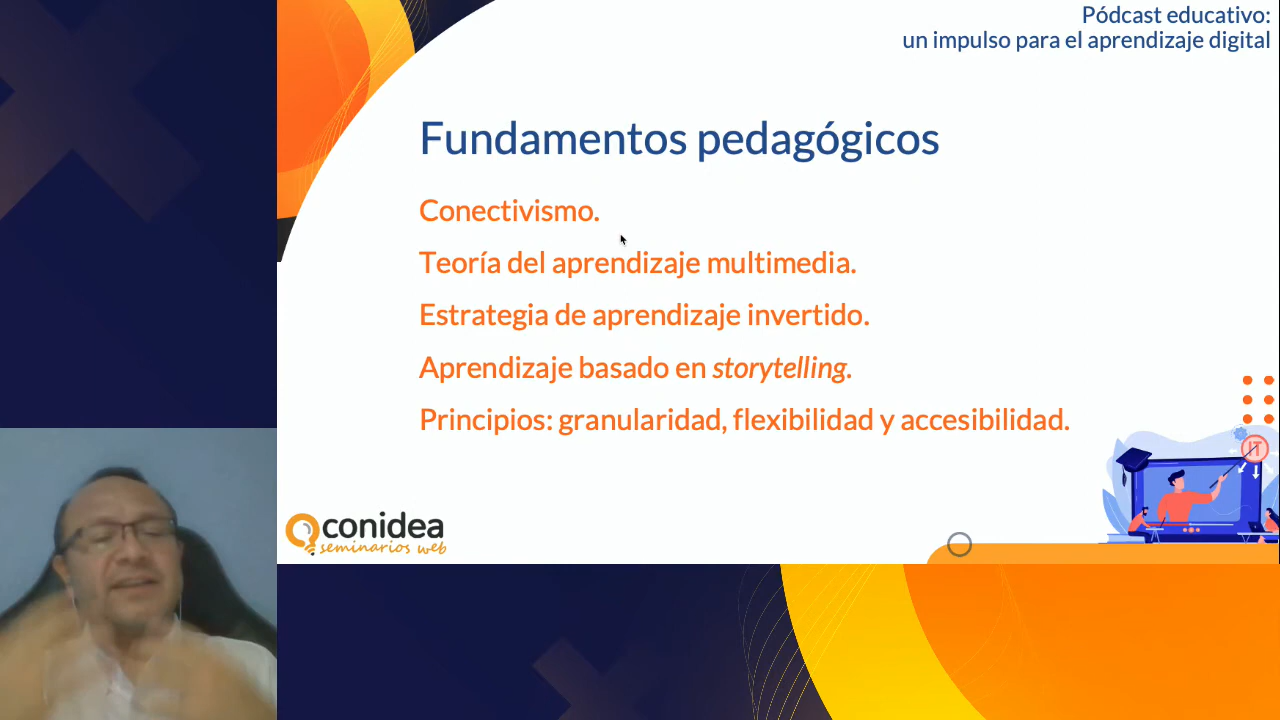 Pódcast educativo:
un impulso para el aprendizaje digital
Fundamentos pedagógicos
Conectivismo.
Teoría del aprendizaje multimedia.
Estrategia de aprendizaje invertido.
Aprendizaje basado en storytelling.
Principios: granularidad, flexibilidad y accesibilidad.
IT
conidea
seminarios web